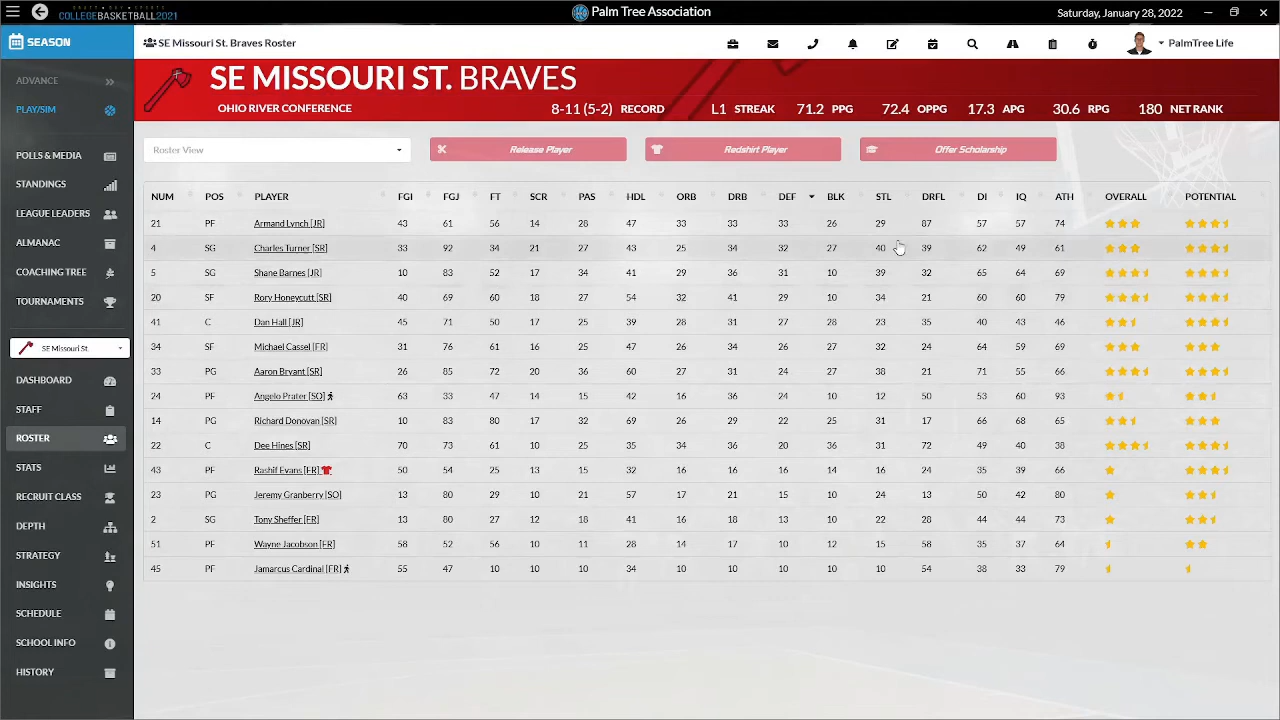 DRAFT DAY SPORTS
COLLEGEBASKETBALL2021
Palm Tree Association
Saturday, January 28, 2022
SEASON
SE Missouri St. Braves Roster
PalmTree Life
SE MISSOURI ST. BRAVES
OHIO RIVER CONFERENCE
8-11 (5-2) RECORD L1 STREAK 71.2 PPG 72.4 OPPG 17.3 APG 30.6 RPG 180 NET RANK
ADVANCE
PLAY/SIM
POLLS & MEDIA
STANDINGS
LEAGUE LEADERS
ALMANAC
COACHING TREE
TOURNAMENTS
SE Missouri St.
DASHBOARD
STAFF
ROSTER
STATS
RECRUIT CLASS
DEPTH
STRATEGY
INSIGHTS
SCHEDULE
SCHOOL INFO
HISTORY
Roster View
Release Player
Redshirt Player
Offer Scholarship
NUM POS PLAYER FGI FGJ FT SCR PAS HDL ORB DRB DEF BLK STL DRFL DI IQ ATH OVERALL POTENTIAL
21 PF Armand Lynch [JR] 43 61 56 14 28 47 33 33 33 26 29 87 57 57 74
4 SG Charles Turner [SR] 33 92 34 21 27 43 25 34 32 27 40 39 62 49 61
5 SG Shane Barnes [JR] 10 83 52 17 34 41 29 36 31 10 39 32 65 64 69
20 SF Rory Honeycutt [SR] 40 69 60 18 27 54 32 41 29 10 34 21 60 60 79
41 C Dan Hall [JR] 45 71 50 17 25 39 28 31 27 28 23 35 40 43 46
34 SF Michael Cassel [FR] 31 76 61 16 25 47 26 34 26 27 32 24 64 59 69
33 PG Aaron Bryant [SR] 26 85 72 20 36 60 27 31 24 27 38 21 71 55 66
24 PF Angelo Prater [SO] 63 33 47 14 15 42 16 36 24 10 12 50 53 60 93
14 PG Richard Donovan [SR] 10 83 80 17 32 69 26 29 22 25 31 17 66 68 65
22 C Dee Hines [SR] 70 73 61 10 25 35 34 36 20 36 31 72 49 40 38
43 PF Rashif Evans [FR] 50 54 25 13 15 32 16 16 16 14 16 24 35 39 66
23 PG Jeremy Granberry [SO] 13 80 29 10 21 57 17 21 15 10 24 13 50 42 80
2 SG Tony Sheffer [FR] 13 80 27 12 18 41 16 18 13 10 22 28 44 44 73
51 PF Wayne Jacobson [FR] 58 52 56 10 11 28 14 17 10 12 15 58 35 37 64
45 PF Jamarcus Cardinal [FR] 55 47 10 10 10 34 10 10 10 10 10 54 38 33 79